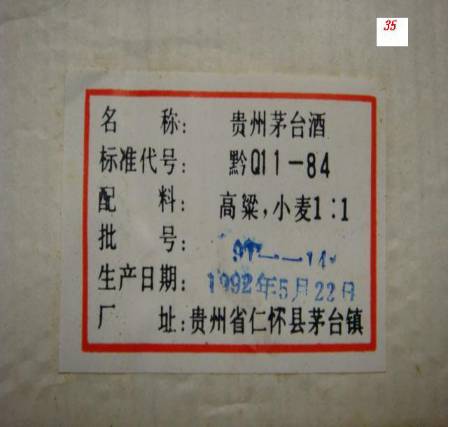 35
名 称: 贵州茅台酒
标准代号: 黔Q11-84
配 料: 高粱,小麦1:1
批 号:
生产日期: 1992年5月22日
厂 址: 贵州省仁怀县茅台镇